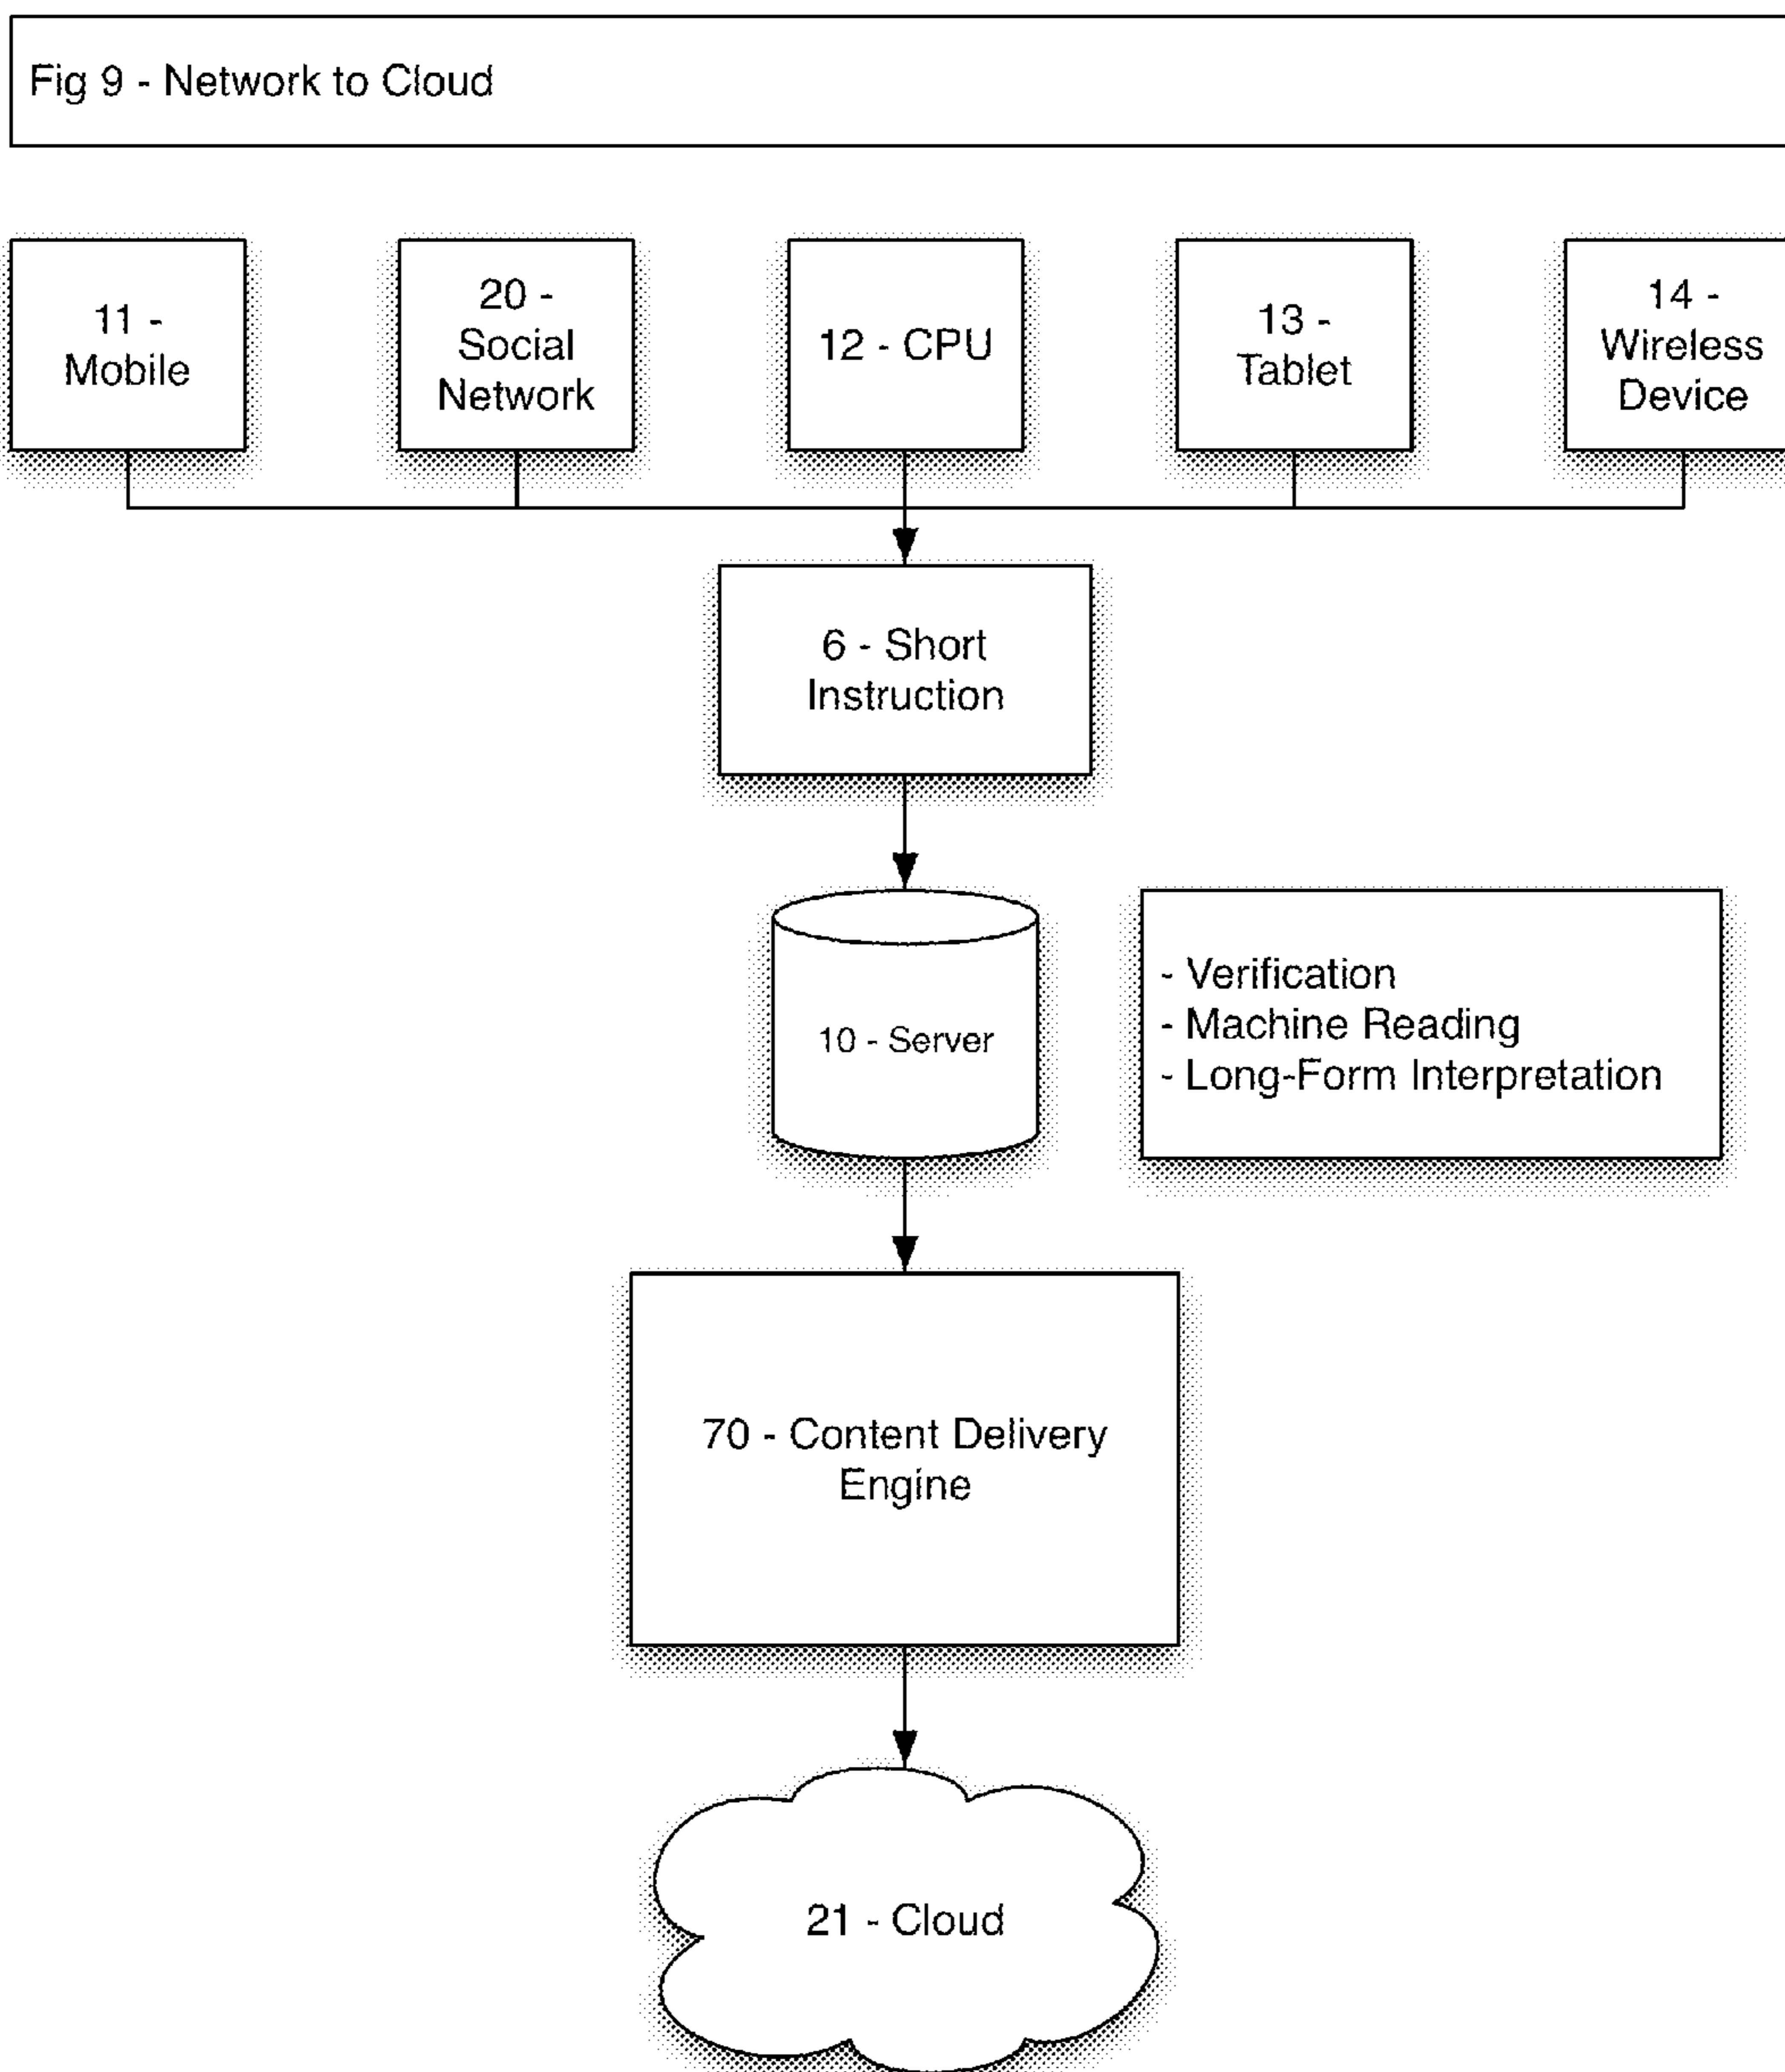 Fig 9 - Network to Cloud
11 -
Mobile
20 -
Social
Network
12 - CPU
13 -
Tablet
14 -
Wireless
Device
6 - Short
Instruction
10 - Server
- Verification
- Machine Reading
- Long-Form Interpretation
70 - Content Delivery
Engine
21 - Cloud